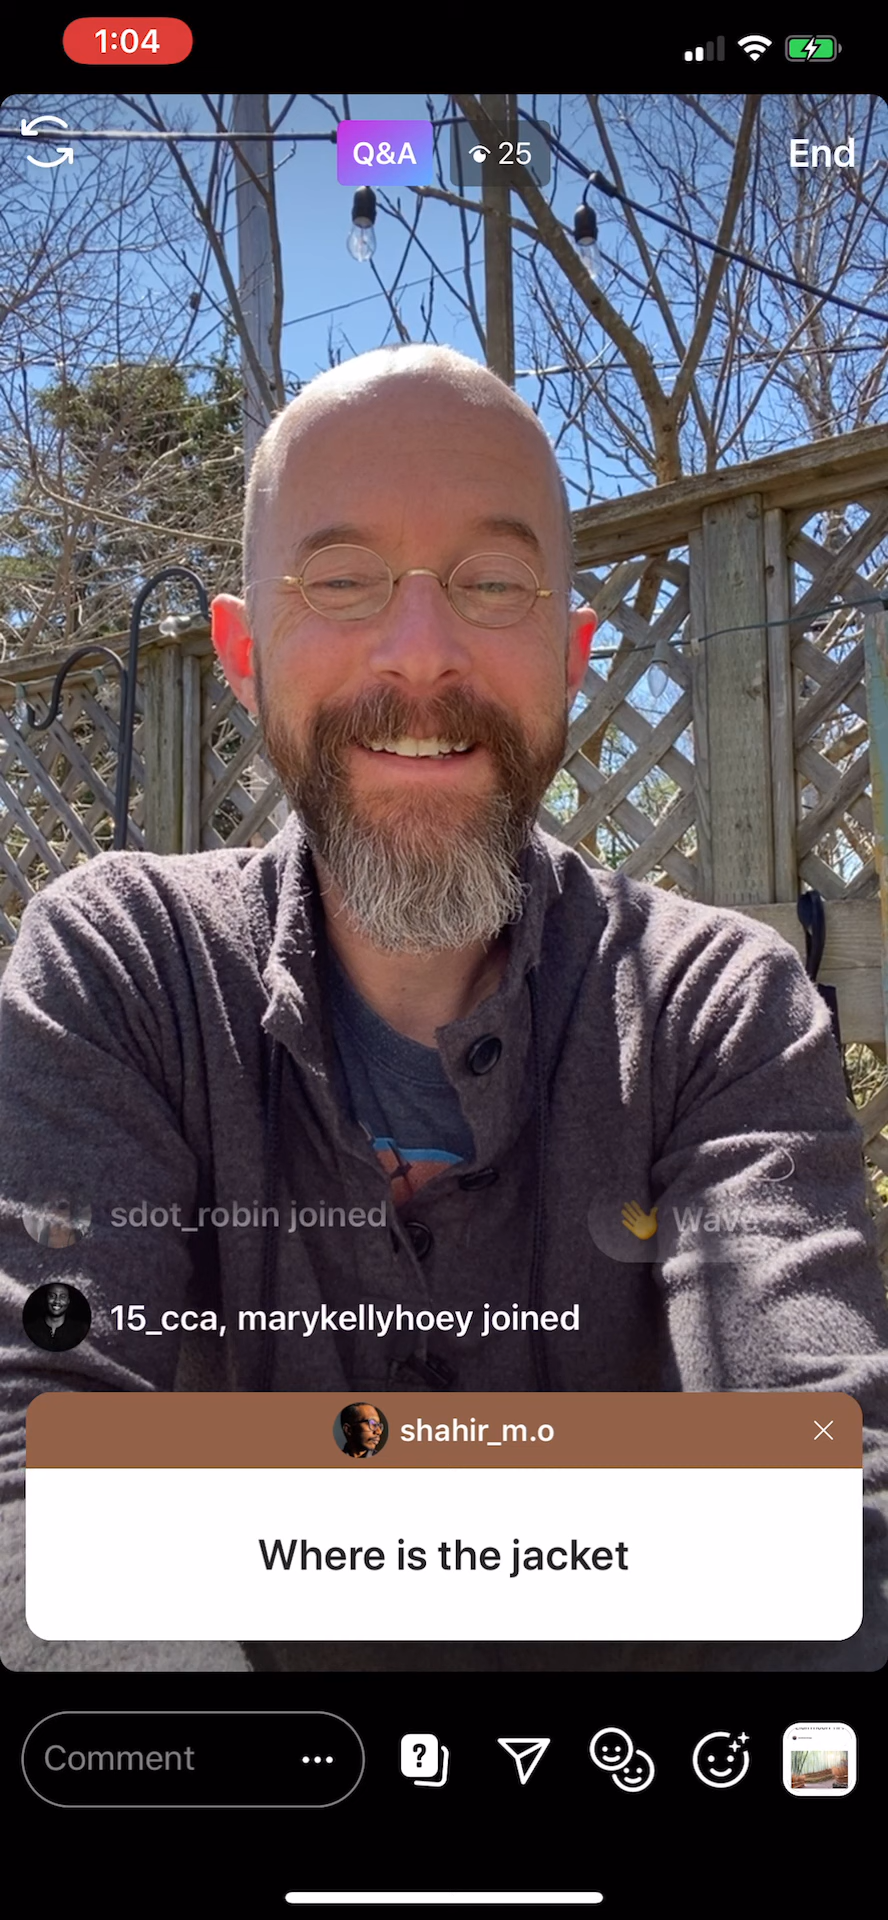 1:04
Q&A
25
End
sdot_robin joined
Wave
15_cca, marykellyhoey joined
shahir_m.o
Where is the jacket
Comment
?